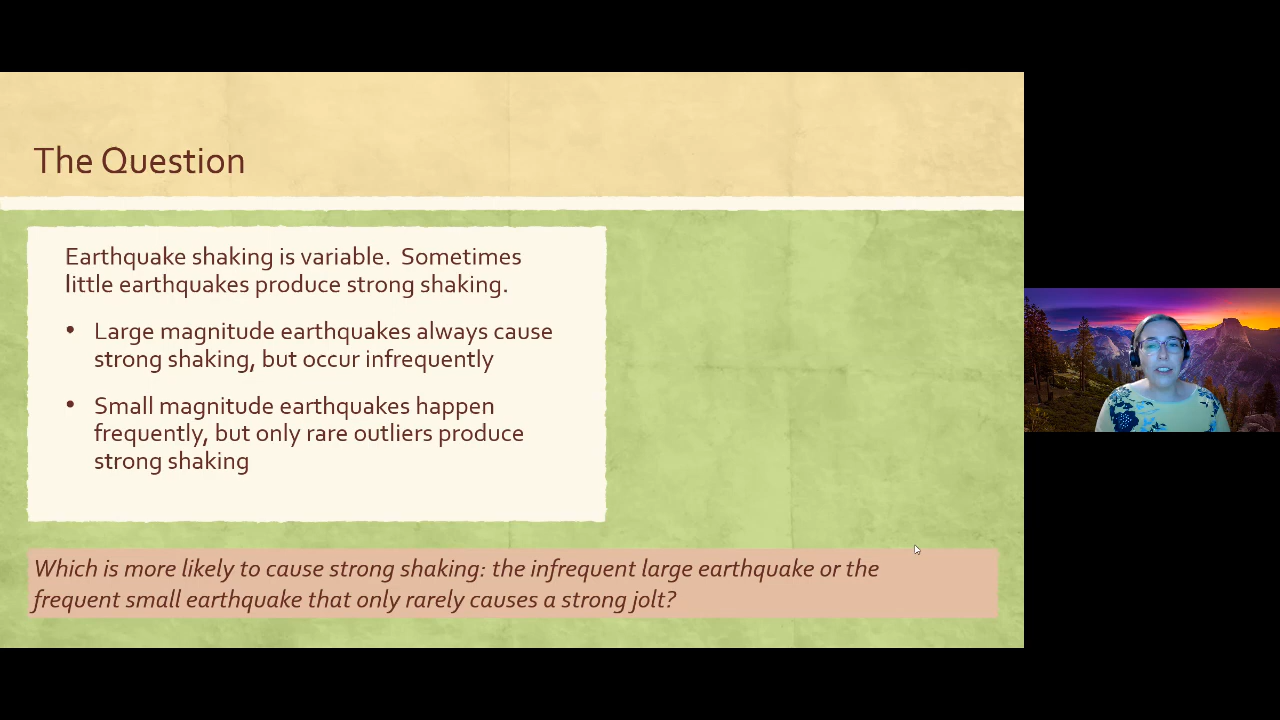 The Question
Earthquake shaking is variable.  Sometimes
little earthquakes produce strong shaking.
• Large magnitude earthquakes always cause
strong shaking, but occur infrequently
• Small magnitude earthquakes happen
frequently, but only rare outliers produce
strong shaking
Which is more likely to cause strong shaking: the infrequent large earthquake or the
frequent small earthquake that only rarely causes a strong jolt?